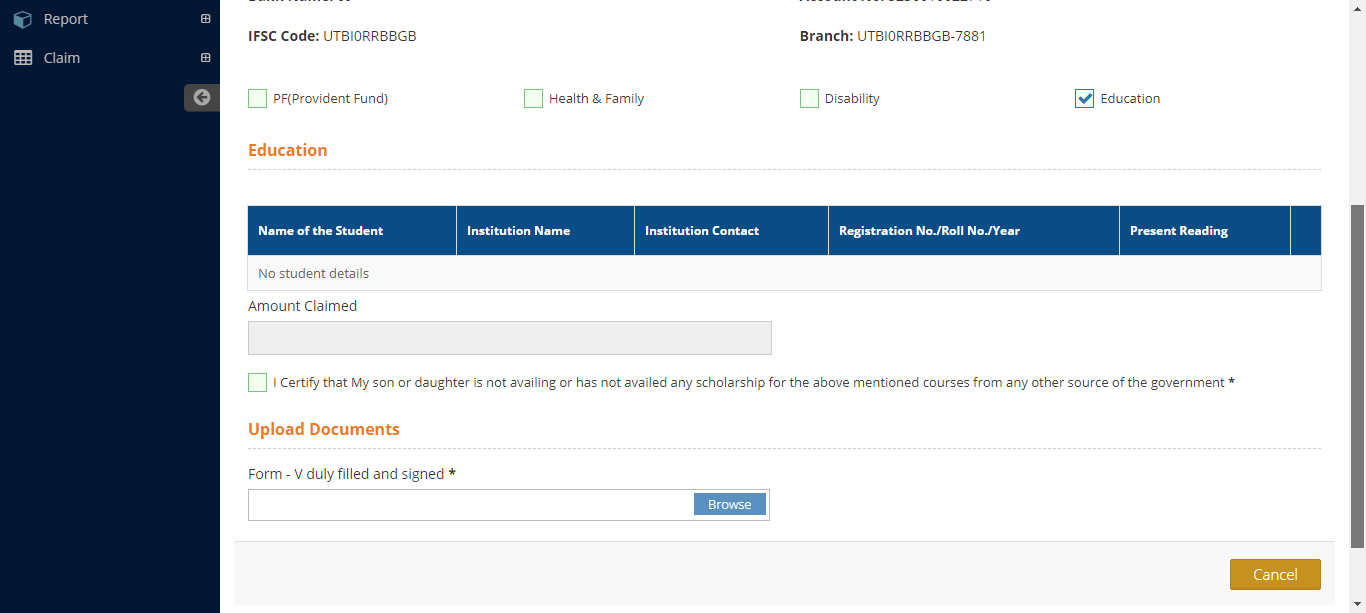 Report
Claim
IFSC Code: UTBI0RRBBGB
Branch: UTBI0RRBBGB-7881
PF(Provident Fund)
Health & Family
Disability
Education
Education
Name of the Student
Institution Name
Institution Contact
Registration No./Roll No./Year
Present Reading
No student details
Amount Claimed
I Certify that My son or daughter is not availing or has not availed any scholarship for the above mentioned courses from any other source of the government *
Upload Documents
Form - V duly filled and signed *
Browse
Cancel